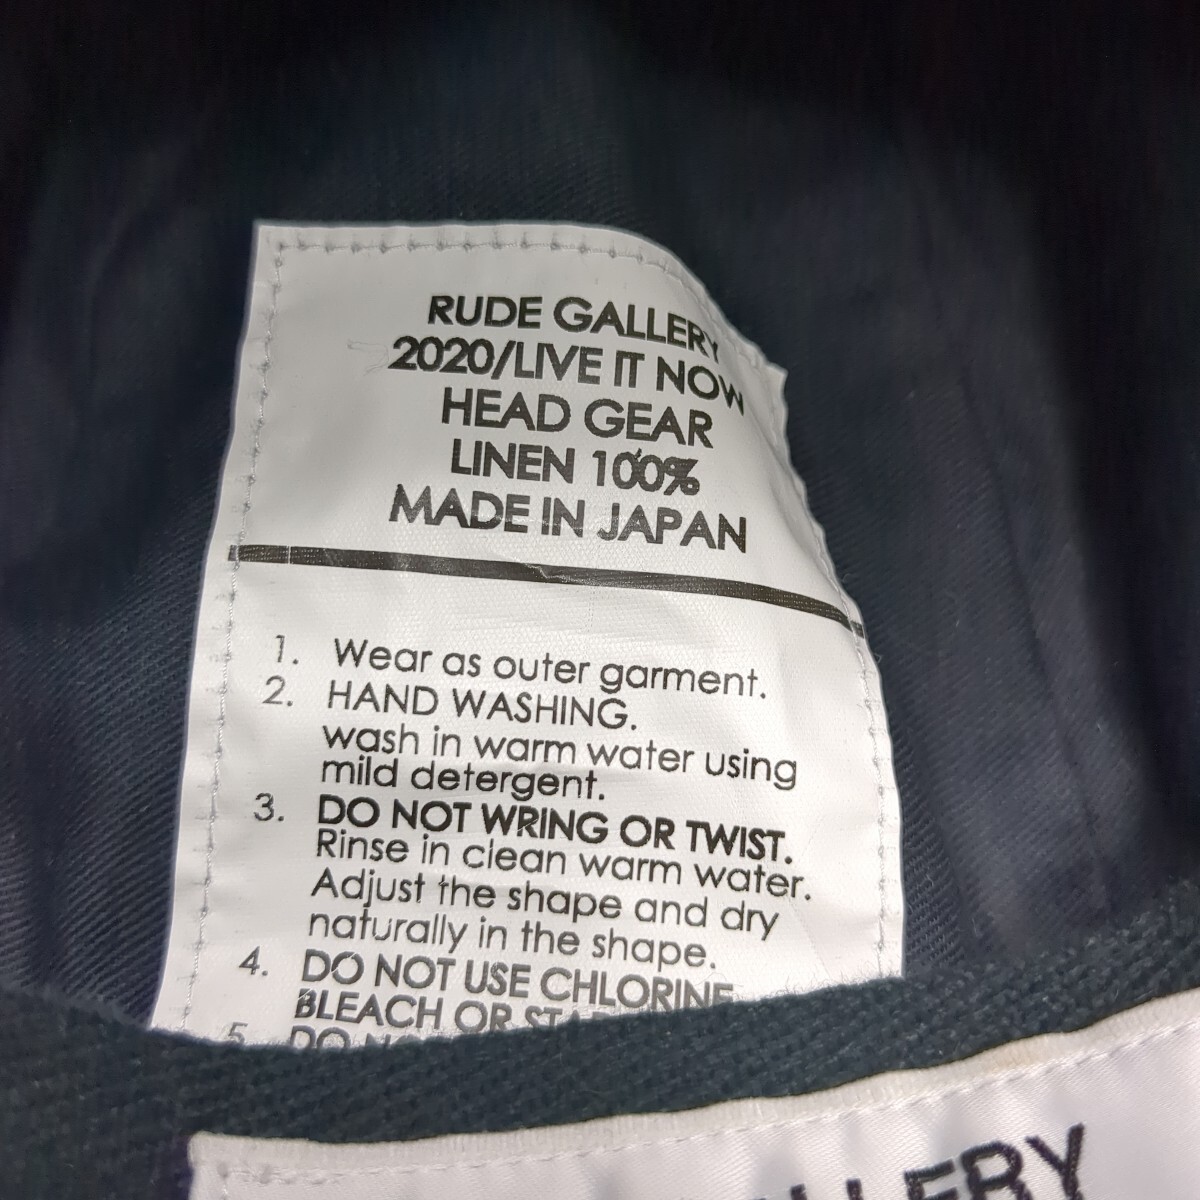 RUDE GALLERY
2020/LIVE IT NOW
HEAD GEAR
LINEN 100%
MADE IN JAPAN
1. Wear as outer garment.
2. HAND WASHING.
wash in warm water using
mild detergent.
3. DO NOT WRING OR TWIST.
Rinse in clean warm water.
Adjust the shape and dry
naturally in the shape.
4. DO NOT USE CHLORINE
BLEACH OR
5. DO